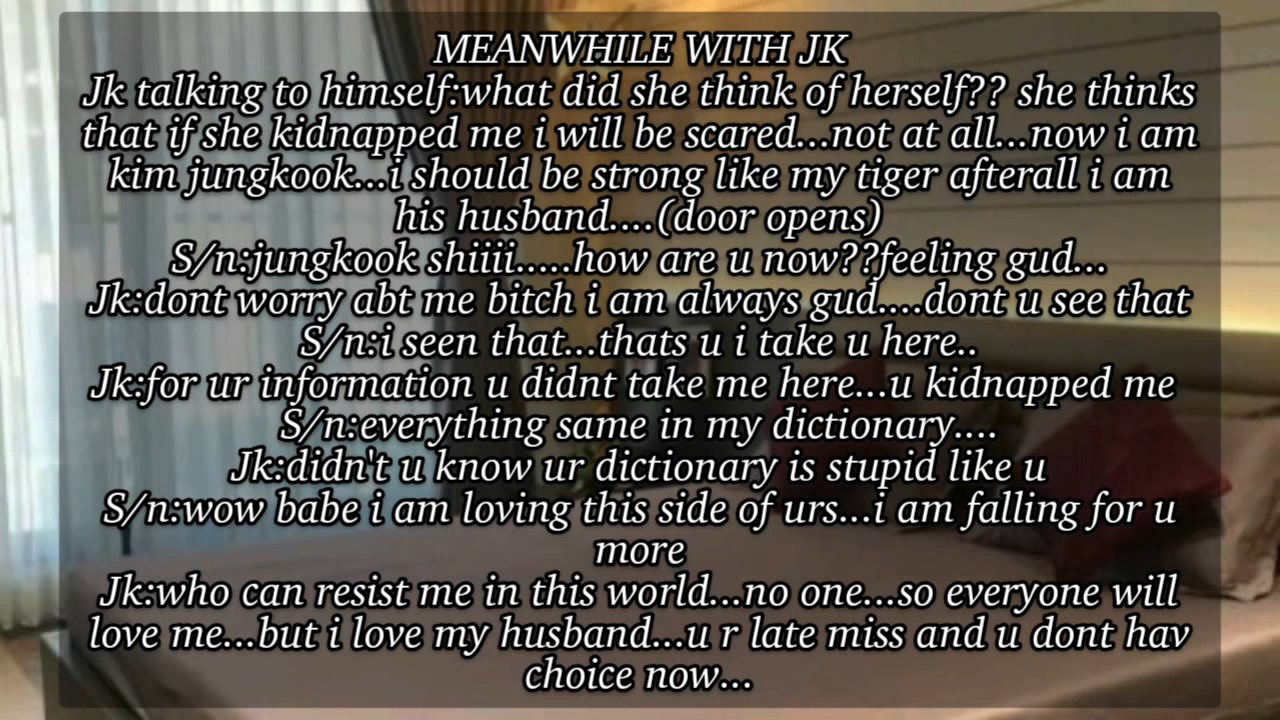 MEANWHILE WITH JK
Jk talking to himself:what did she think of herself?? she thinks
that if she kidnapped me i will be scared...not at all...now i am
kim jungkook...i should be strong like my tiger afterall i am
his husband....(door opens)
S/n:jungkook shiiii.....how are u now??feeling gud...
Jk:dont worry abt me bitch i am always gud....dont u see that
S/n:i seen that...thats u i take u here..
Jk:for ur information u didnt take me here...u kidnapped me
S/n:everything same in my dictionary....
Jk:didn't u know ur dictionary is stupid like u
S/n:wow babe i am loving this side of urs...i am falling for u
more
Jk:who can resist me in this world...no one...so everyone will
love me...but i love my husband...u r late miss and u dont hav
choice now...